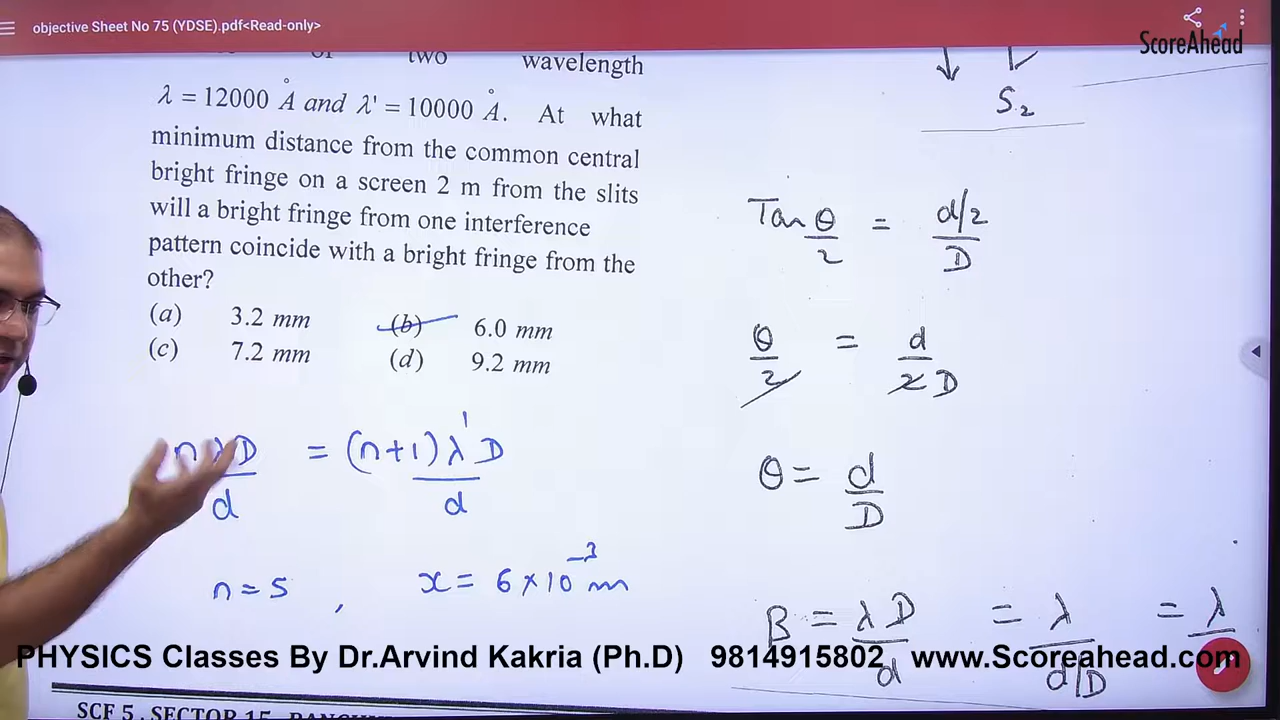 objective Sheet No 75 (YDSE).pdf<Read-only>
ScoreAhead
two wavelength
λ = 12000 Å and λ' = 10000 Å. At what
minimum distance from the common central
bright fringe on a screen 2 m from the slits
will a bright fringe from one interference
pattern coincide with a bright fringe from the
other?
(a) 3.2 mm (b) 6.0 mm
(c) 7.2 mm (d) 9.2 mm
nλD/d = (n+1)λ'D/d
n = 5 , x = 6×10⁻³ m
S₂
Tan θ/2 = d/2/D
θ/2 = d/2D
θ = d/D
β = λD/d = λ/d/D = λ
PHYSICS Classes By Dr.Arvind Kakria (Ph.D) 9814915802 www.Scoreahead.com
SCF 5, SECTOR 15,